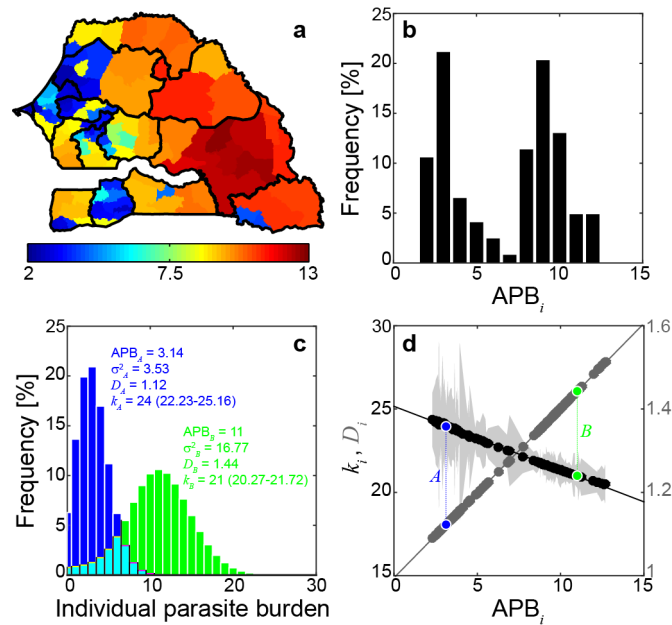 a
2
7.5
13
b
Frequency [%]
25
20
15
10
5
0
0
5
10
15
APB_i
c
Frequency [%]
25
20
15
10
5
0
APB_A = 3.14
σ²_A = 3.53
D_A = 1.12
k_A = 24 (22.23-25.16)
APB_B = 11
σ²_B = 16.77
D_B = 1.44
k_B = 21 (20.27-21.72)
0
10
20
30
Individual parasite burden
d
k_i, D_i
30
25
20
15
A
B
1.6
1.4
1.2
1
0
5
10
15
APB_i